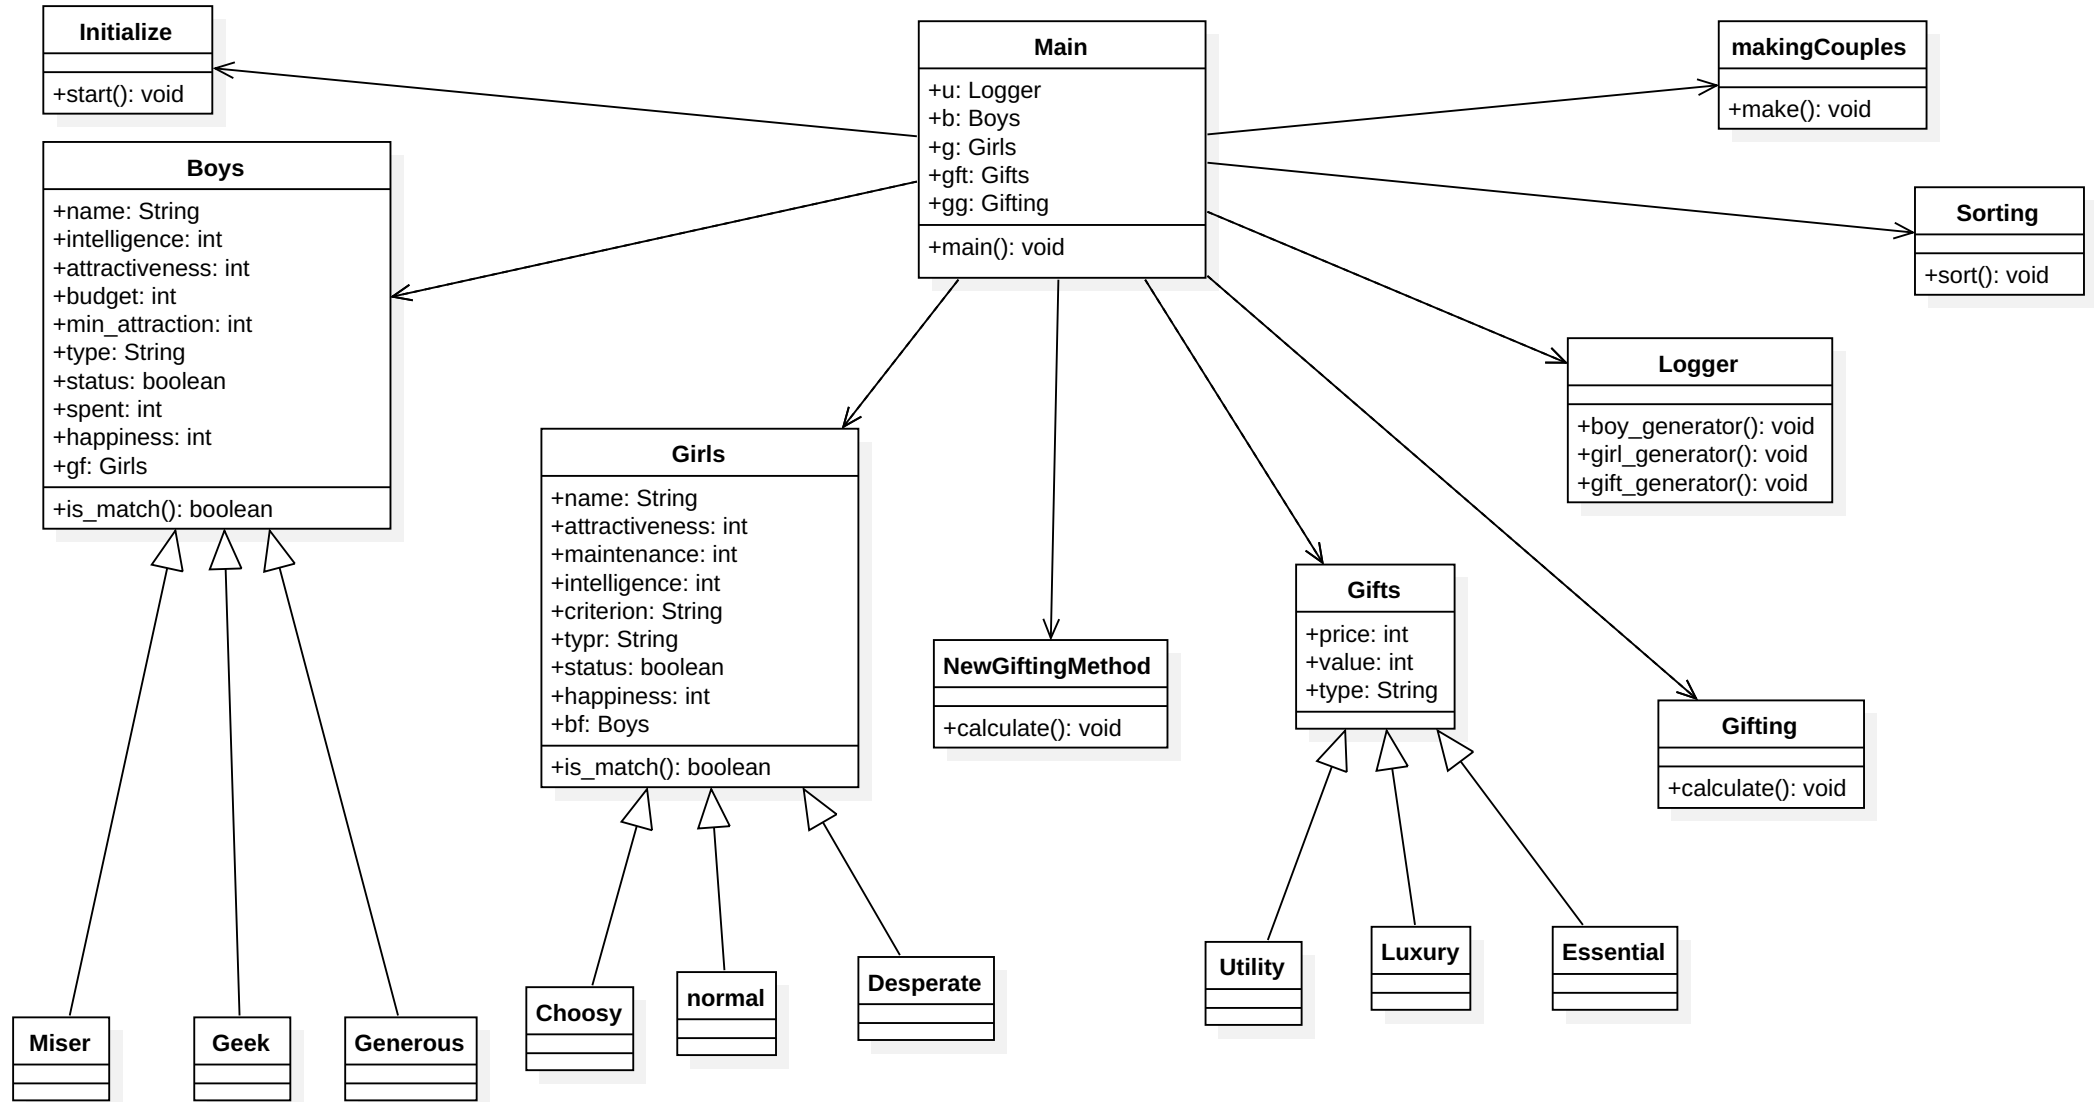 Initialize
+start(): void
Main
+u: Logger
+b: Boys
+g: Girls
+gft: Gifts
+gg: Gifting
+main(): void
makingCouples
+make(): void
Boys
+name: String
+intelligence: int
+attractiveness: int
+budget: int
+min_attraction: int
+type: String
+status: boolean
+spent: int
+happiness: int
+gf: Girls
+is_match(): boolean
Sorting
+sort(): void
Logger
+boy_generator(): void
+girl_generator(): void
+gift_generator(): void
Girls
+name: String
+attractiveness: int
+maintenance: int
+intelligence: int
+criterion: String
+typr: String
+status: boolean
+happiness: int
+bf: Boys
+is_match(): boolean
NewGiftingMethod
+calculate(): void
Gifts
+price: int
+value: int
+type: String
Gifting
+calculate(): void
Miser
Geek
Generous
Choosy
normal
Desperate
Utility
Luxury
Essential